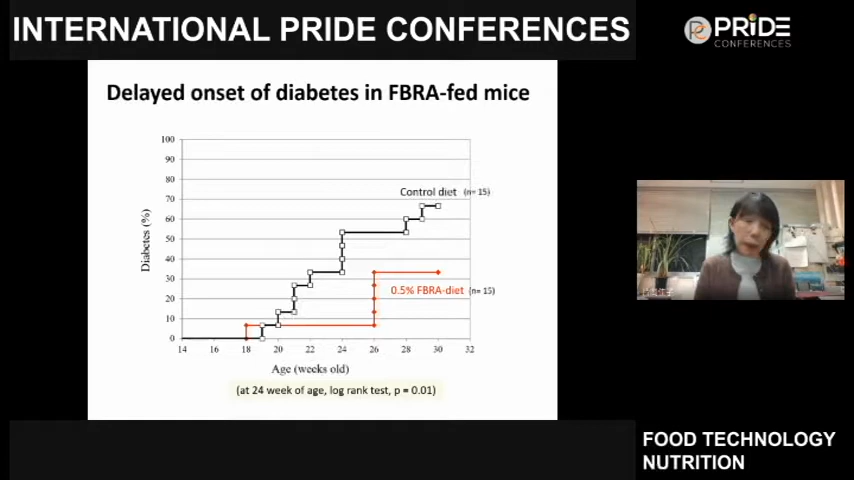 INTERNATIONAL PRIDE CONFERENCES
PC PRIDE
CONFERENCES
Delayed onset of diabetes in FBRA-fed mice
100
90
80
70
60
50
40
30
20
10
0
Diabetes (%)
Control diet (n= 15)
0.5% FBRA-diet (n= 15)
14 16 18 20 22 24 26 28 30 32
Age (weeks old)
(at 24 week of age, log rank test, p = 0.01)
FOOD TECHNOLOGY
NUTRITION